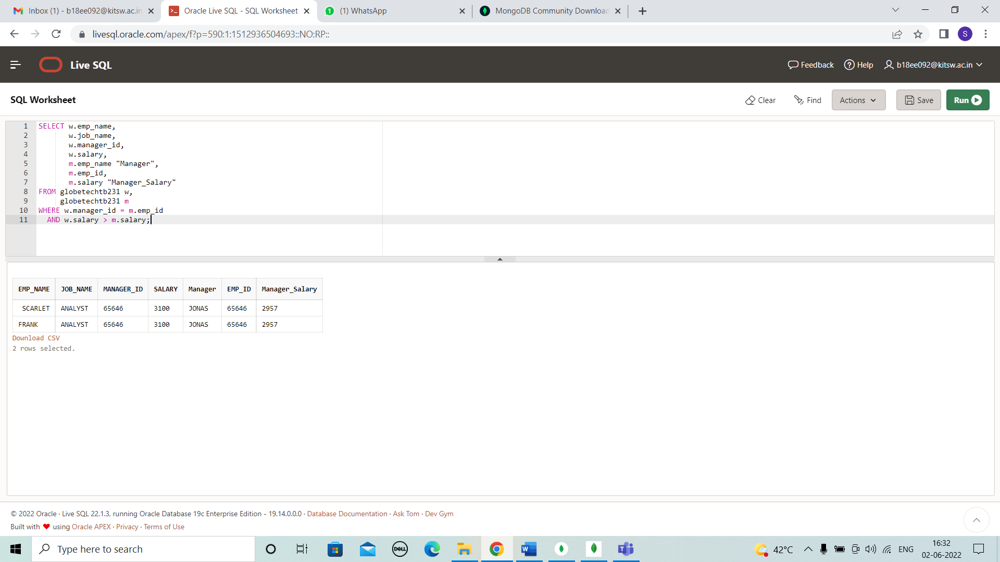 Inbox (1) - b18ee092@kitsw.ac.in
Oracle Live SQL - SQL Worksheet
1 (1) WhatsApp
MongoDB Community Download
livesql.oracle.com/apex/f?p=590:1:1512936504693::NO:RP::
S
Live SQL
Feedback
Help
b18ee092@kitsw.ac.in
SQL Worksheet
Clear
Find
Actions
Save
Run
1 SELECT w.emp_name,
2 w.job_name,
3 w.manager_id,
4 w.salary,
5 m.emp_name "Manager",
6 m.emp_id,
7 m.salary "Manager_Salary"
8 FROM globetechtb231 w,
9 globetechtb231 m
10 WHERE w.manager_id = m.emp_id
11 AND w.salary > m.salary;
EMP_NAME JOB_NAME MANAGER_ID SALARY Manager EMP_ID Manager_Salary
SCARLET ANALYST 65646 3100 JONAS 65646 2957
FRANK ANALYST 65646 3100 JONAS 65646 2957
Download CSV
2 rows selected.
© 2022 Oracle · Live SQL 22.1.3, running Oracle Database 19c Enterprise Edition - 19.14.0.0.0 · Database Documentation · Ask Tom · Dev Gym
Built with ❤ using Oracle APEX · Privacy · Terms of Use
Type here to search
DELL
W
T
42°C
ENG
16:32
02-06-2022